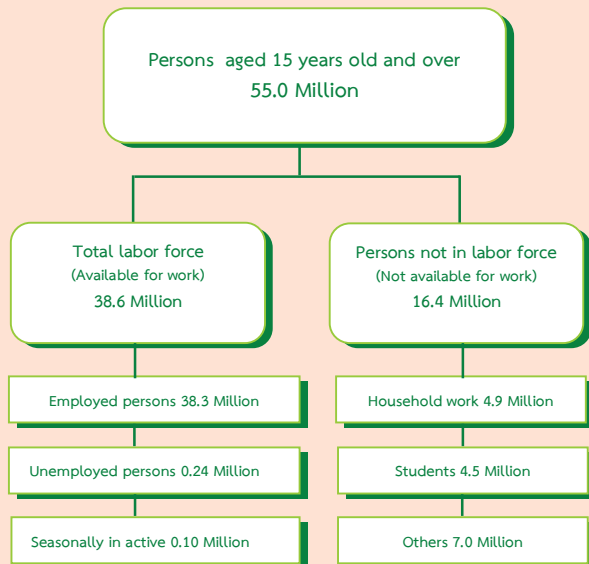 Persons aged 15 years old and over
55.0 Million
Total labor force
(Available for work)
38.6 Million
Persons not in labor force
(Not available for work)
16.4 Million
Employed persons 38.3 Million
Household work 4.9 Million
Unemployed persons 0.24 Million
Students 4.5 Million
Seasonally in active 0.10 Million
Others 7.0 Million